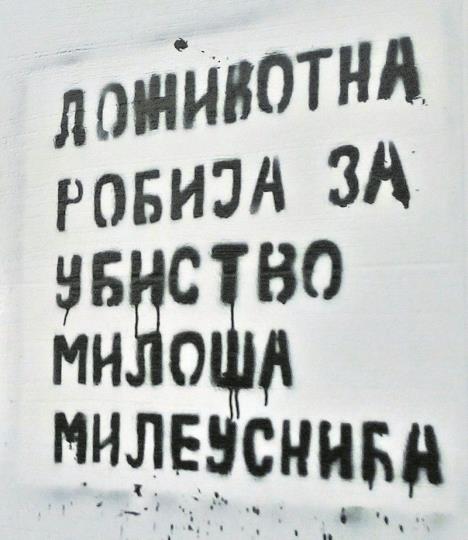 ДОЖИВОТНА
РОБИЈА ЗА
УБИСТВО
МИЛОША
МИЛЕУСНИЋА